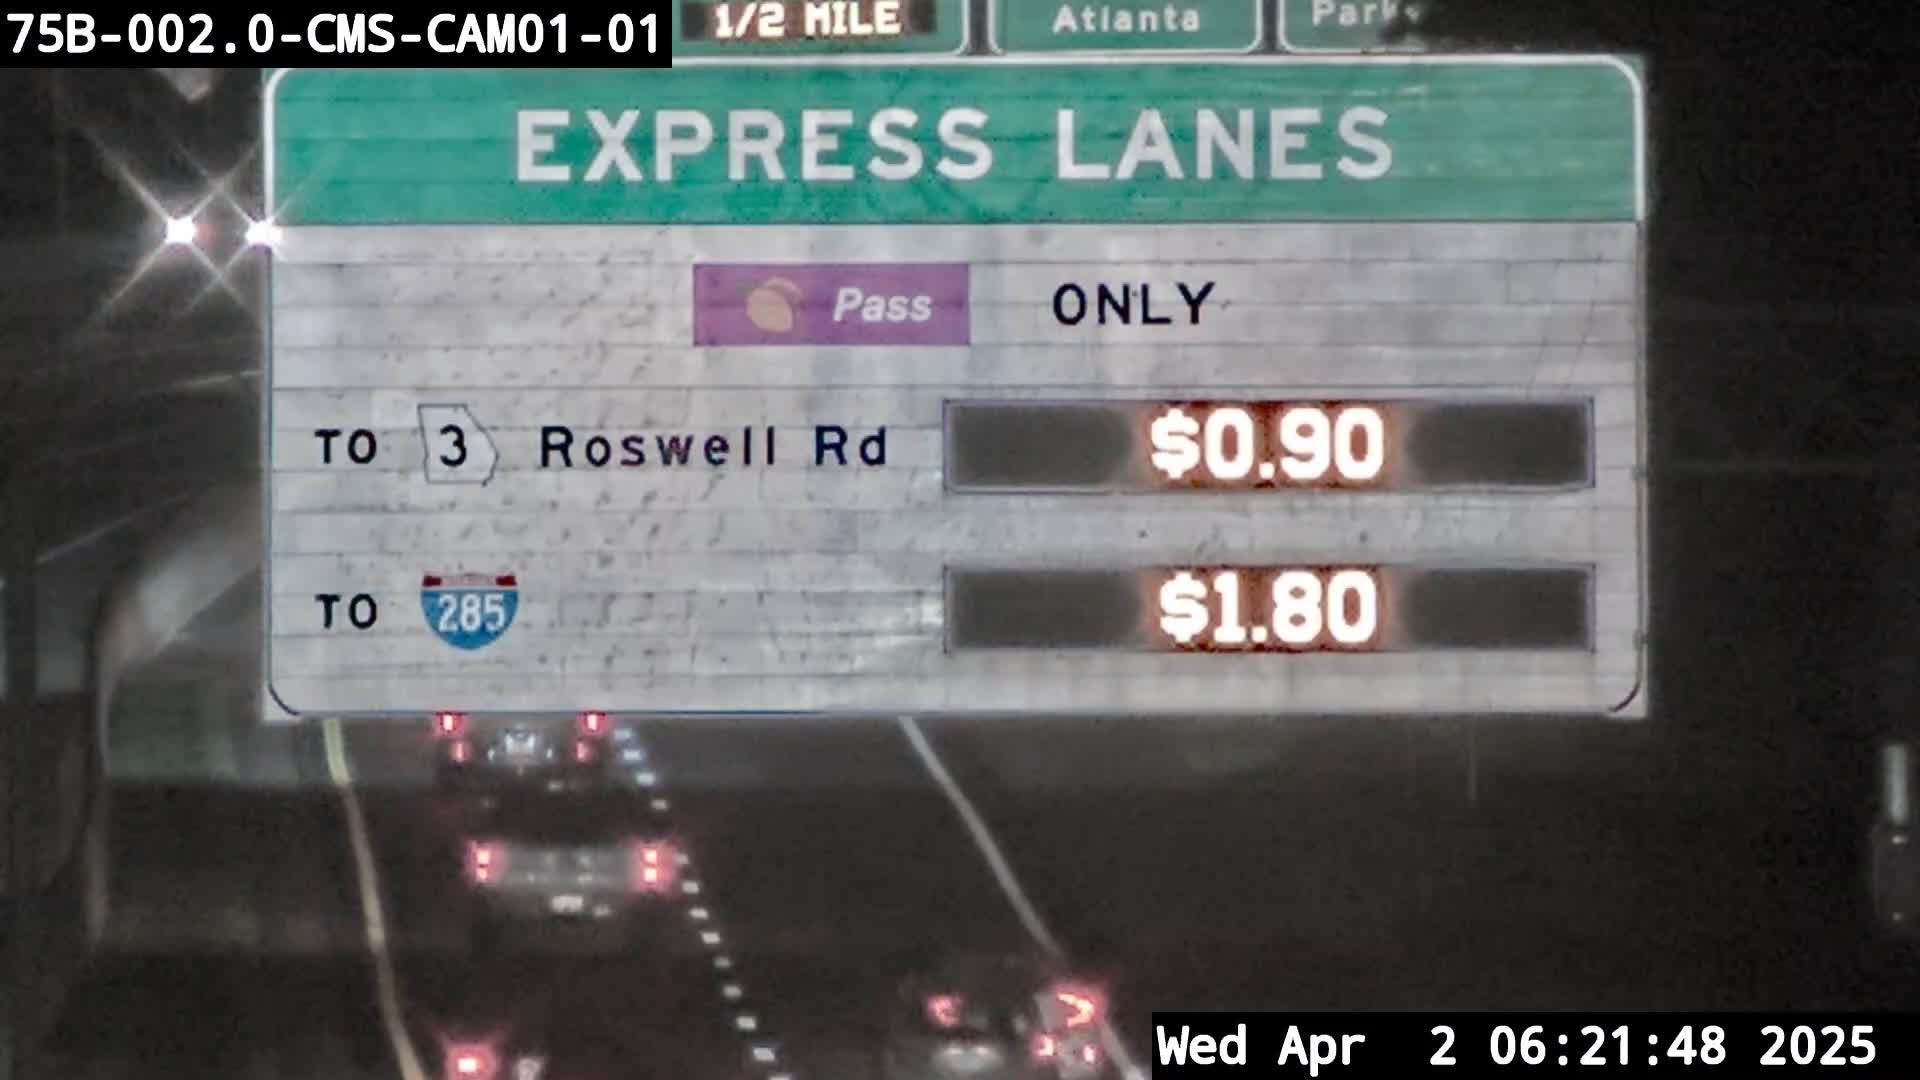 75B-002.0-CMS-CAM01-01
1/2 MILE
Atlanta
EXPRESS LANES
Pass ONLY
TO 3 Roswell Rd $0.90
TO 285 $1.80
Wed Apr 2 06:21:48 2025